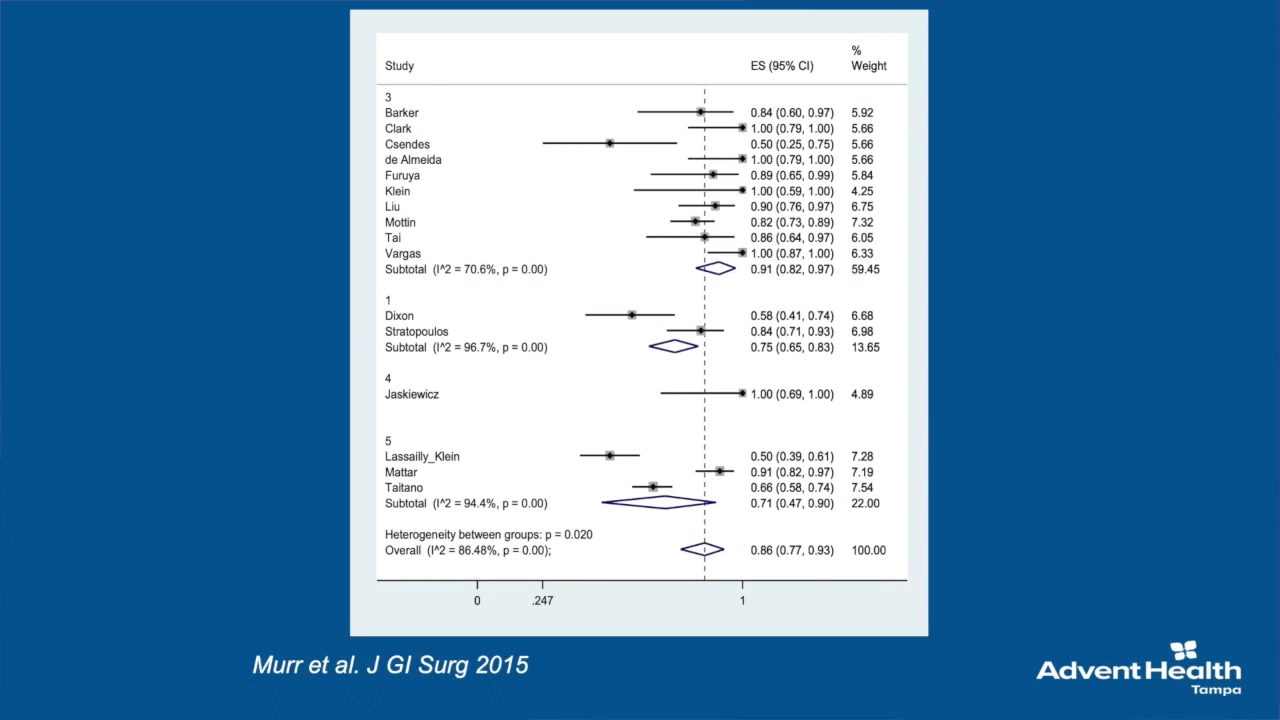 %
Study ES (95% CI) Weight
3
Barker 0.84 (0.60, 0.97) 5.92
Clark 1.00 (0.79, 1.00) 5.66
Csendes 0.50 (0.25, 0.75) 5.66
de Almeida 1.00 (0.79, 1.00) 5.66
Furuya 0.89 (0.65, 0.99) 5.84
Klein 1.00 (0.59, 1.00) 4.25
Liu 0.90 (0.76, 0.97) 6.75
Mottin 0.82 (0.73, 0.89) 7.32
Tai 0.86 (0.64, 0.97) 6.05
Vargas 1.00 (0.87, 1.00) 6.33
Subtotal (I^2 = 70.6%, p = 0.00) 0.91 (0.82, 0.97) 59.45
1
Dixon 0.58 (0.41, 0.74) 6.68
Stratopoulos 0.84 (0.71, 0.93) 6.98
Subtotal (I^2 = 96.7%, p = 0.00) 0.75 (0.65, 0.83) 13.65
4
Jaskiewicz 1.00 (0.69, 1.00) 4.89
5
Lassailly_Klein 0.50 (0.39, 0.61) 7.28
Mattar 0.91 (0.82, 0.97) 7.19
Taitano 0.66 (0.58, 0.74) 7.54
Subtotal (I^2 = 94.4%, p = 0.00) 0.71 (0.47, 0.90) 22.00
Heterogeneity between groups: p = 0.020
Overall (I^2 = 86.48%, p = 0.00); 0.86 (0.77, 0.93) 100.00
0 .247 1
Murr et al. J GI Surg 2015
AdventHealth
Tampa